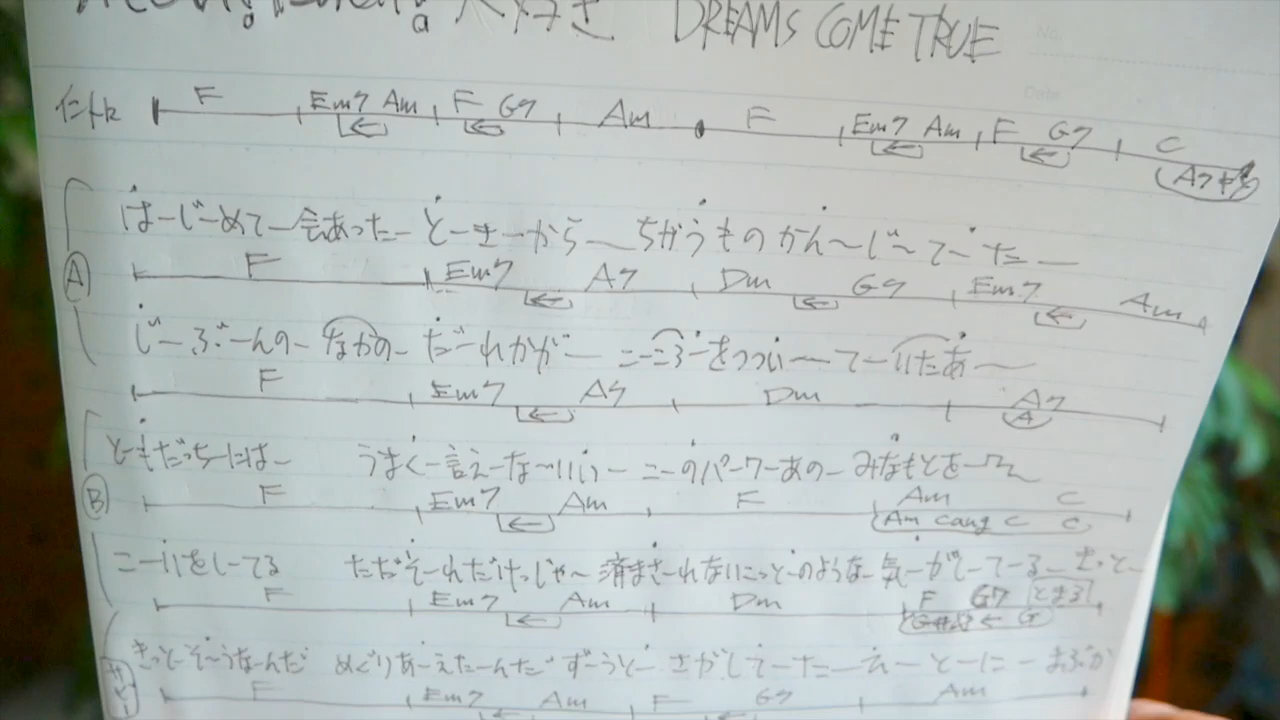 大好き DREAMS COME TRUE
イントロ F Em7 Am F G7 Am F Em7 Am F G7 C
← ← ← ← A7
はーじーめてー会あったー とーきーから— ちがうものかん〜じ〜てーた—
A F Em7 A7 Dm G7 Em7 Am
← ← ←
じーぶーんのーなかのーだーれかがー こーころーをつつい—てーいたあ〜
F Em7 A7 Dm A7
← A
ともだっちーにはー うまくー言えーな〜いいー こーのパーワーあのーみなもとをー
B F Em7 Am F Am C
← Am C aug C C
こーいをしーてる ただそーれだけっじゃ〜 済まさーれないこっとーのようなー気ーがしーてーる きっとー
F Em7 Am Dm F G7 とまる
← ← G
きっとーそーうなーんだ めぐりあーえたーんだ ずーうとー さがしてーたー
サビ F Em7 Am F G7 Am
← ←